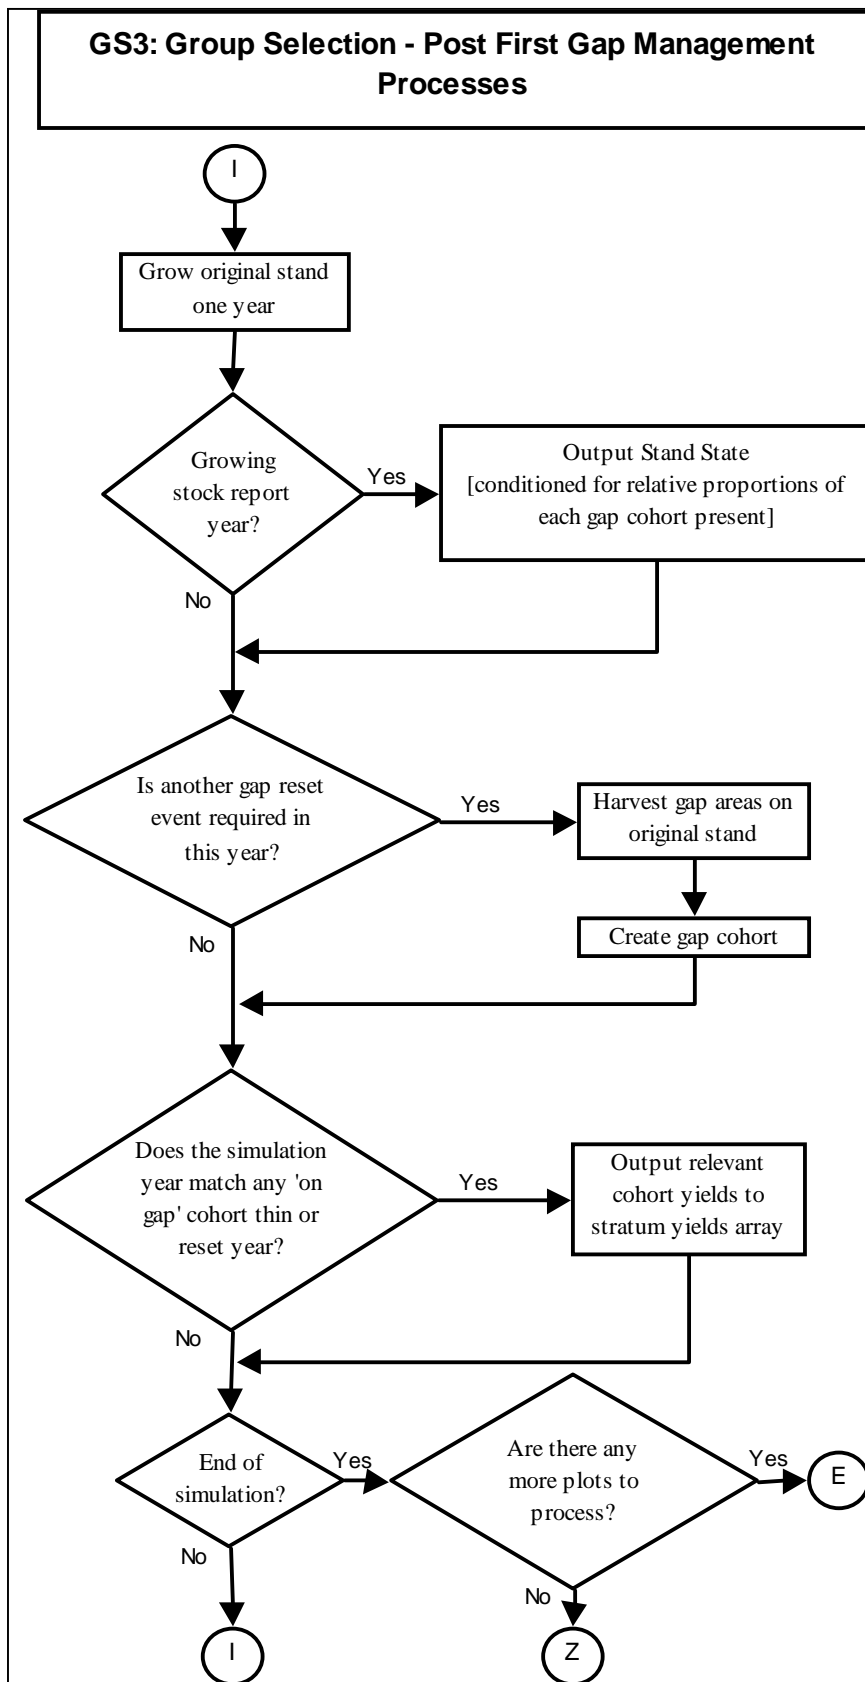 GS3: Group Selection - Post First Gap Management
Processes
I
Grow original stand
one year
Growing
stock report
year?
Yes
Output Stand State
[conditioned for relative proportions of
each gap cohort present]
No
Is another gap reset
event required in
this year?
Yes
Harvest gap areas on
original stand
Create gap cohort
No
Does the simulation
year match any 'on
gap' cohort thin or
reset year?
Yes
Output relevant
cohort yields to
stratum yields array
No
End of
simulation?
Yes
Are there any
more plots to
process?
Yes
E
No
No
I
Z